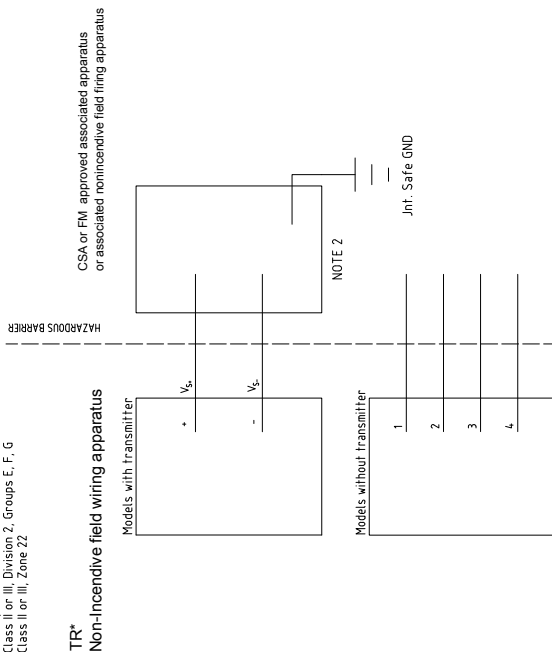 Class II or III, Division 2, Groups E, F, G
Class II or III, Zone 22
TR*
Non-Incendive field wiring apparatus
CSA or FM approved associated apparatus
or associated nonincendive field firing apparatus
HAZARDOUS BARRIER
Models with transmitter
+
Vs+
-
Vs-
NOTE 2
Jnt. Safe GND
Models without transmitter
1
2
3
4